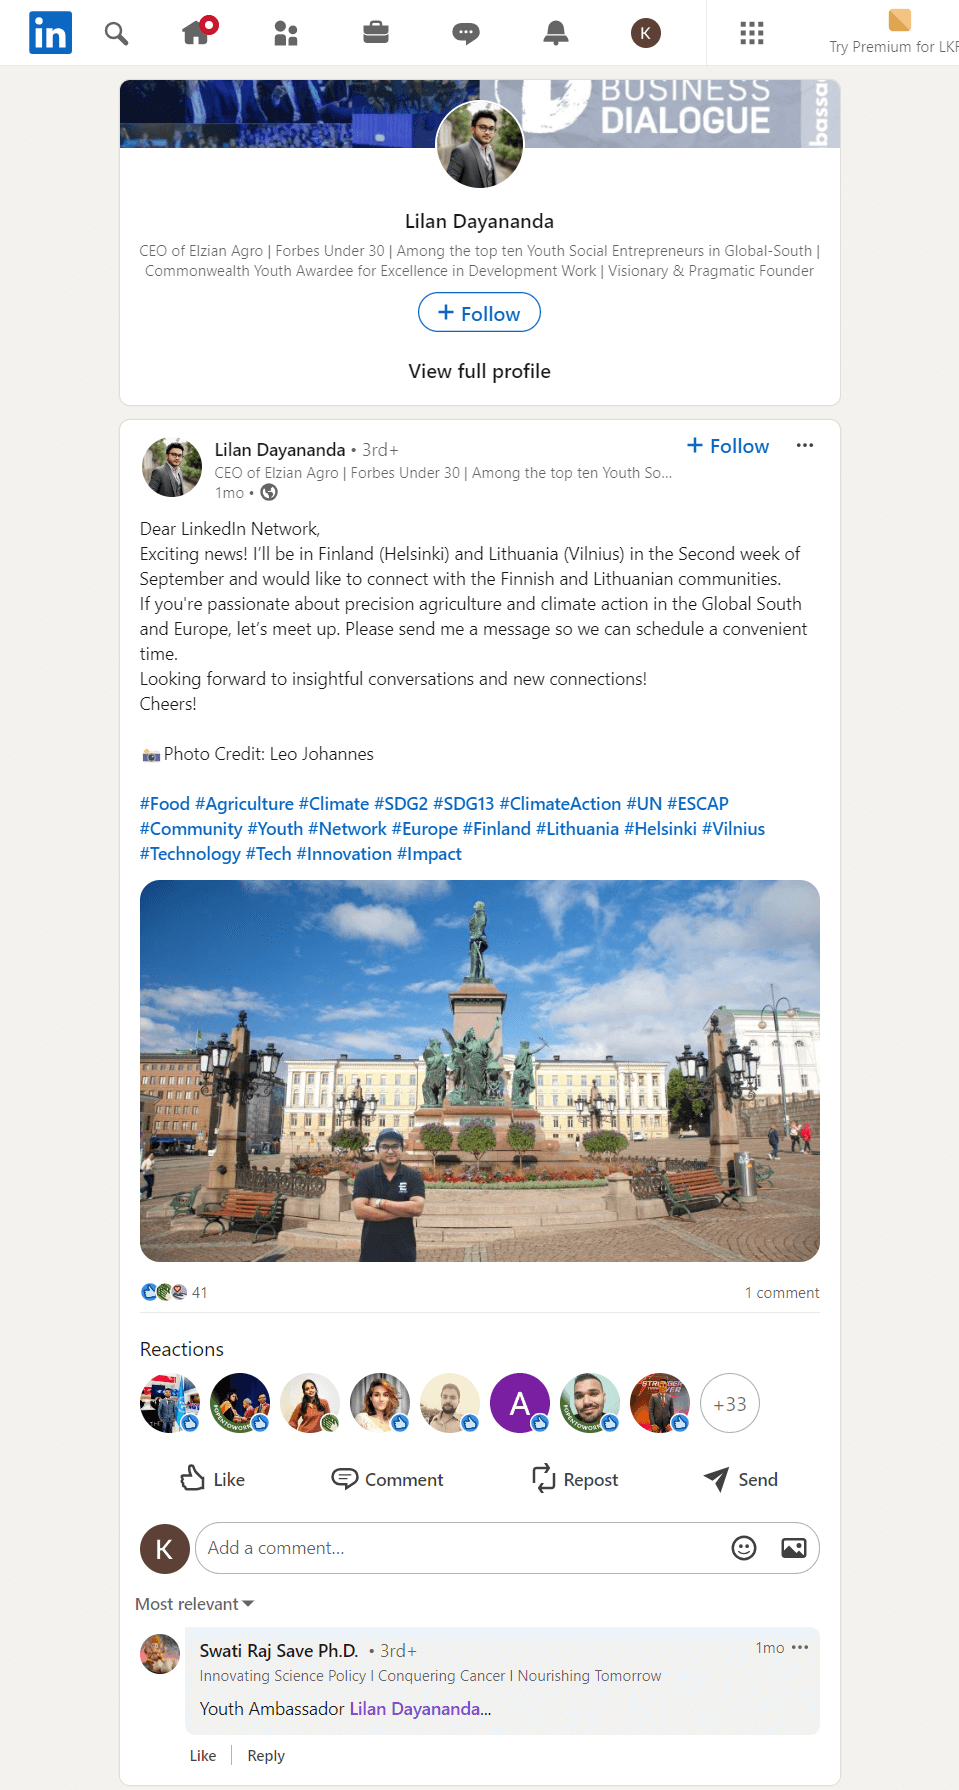 in
K
Try Premium for LKR
BUSINESS
DIALOGUE
bassa
Lilan Dayananda
CEO of Elzian Agro | Forbes Under 30 | Among the top ten Youth Social Entrepreneurs in Global-South |
Commonwealth Youth Awardee for Excellence in Development Work | Visionary & Pragmatic Founder
+ Follow
View full profile
Lilan Dayananda • 3rd+
+ Follow
CEO of Elzian Agro | Forbes Under 30 | Among the top ten Youth So...
1mo •
Dear LinkedIn Network,
Exciting news! I’ll be in Finland (Helsinki) and Lithuania (Vilnius) in the Second week of
September and would like to connect with the Finnish and Lithuanian communities.
If you're passionate about precision agriculture and climate action in the Global South
and Europe, let’s meet up. Please send me a message so we can schedule a convenient
time.
Looking forward to insightful conversations and new connections!
Cheers!
📸 Photo Credit: Leo Johannes
#Food #Agriculture #Climate #SDG2 #SDG13 #ClimateAction #UN #ESCAP
#Community #Youth #Network #Europe #Finland #Lithuania #Helsinki #Vilnius
#Technology #Tech #Innovation #Impact
41
1 comment
Reactions
A
+33
Like
Comment
Repost
Send
K
Add a comment...
Most relevant
Swati Raj Save Ph.D. • 3rd+
1mo
Innovating Science Policy I Conquering Cancer I Nourishing Tomorrow
Youth Ambassador Lilan Dayananda...
Like
Reply